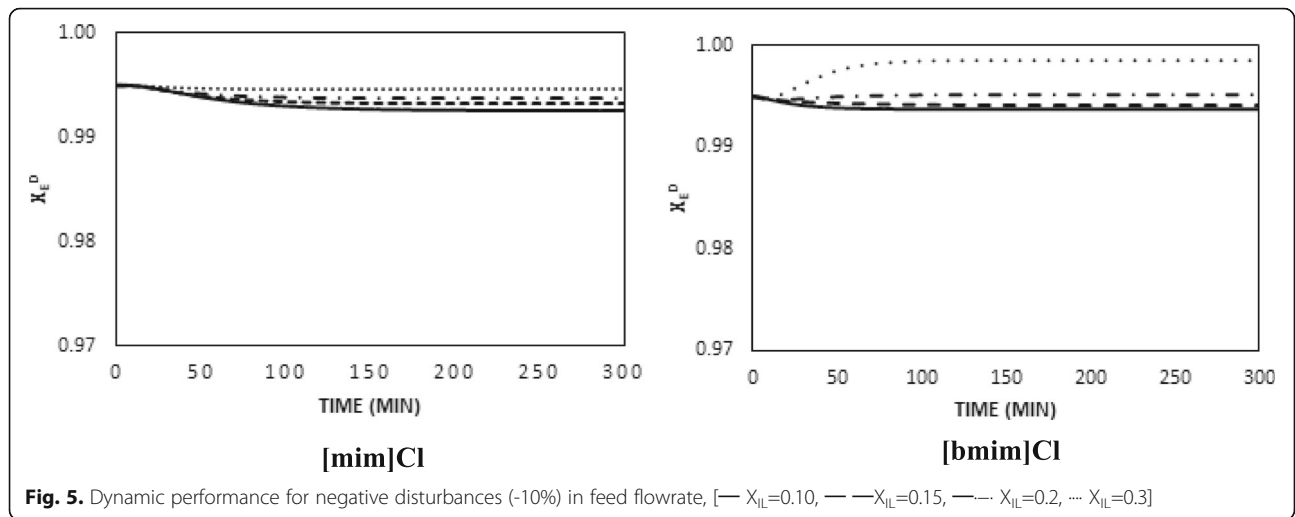 1.00
0.99
0.98
0.97
X_E^D
0 50 100 150 200 250 300
TIME (MIN)
[mim]Cl
1.00
0.99
0.98
0.97
X_E^D
0 50 100 150 200 250 300
TIME (MIN)
[bmim]Cl
Fig. 5. Dynamic performance for negative disturbances (-10%) in feed flowrate, [— X_IL=0.10, — —X_IL=0.15, —·—· X_IL=0.2, ···· X_IL=0.3]